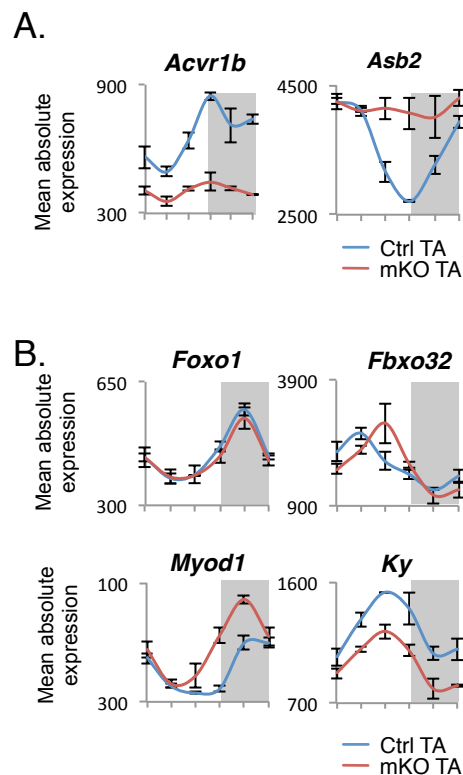 A.
Acvr1b
Asb2
Mean absolute
expression
900
300
4500
2500
Ctrl TA
mKO TA
B.
Foxo1
Fbxo32
Mean absolute
expression
650
300
3900
900
Myod1
Ky
Mean absolute
expression
100
300
1600
700
Ctrl TA
mKO TA